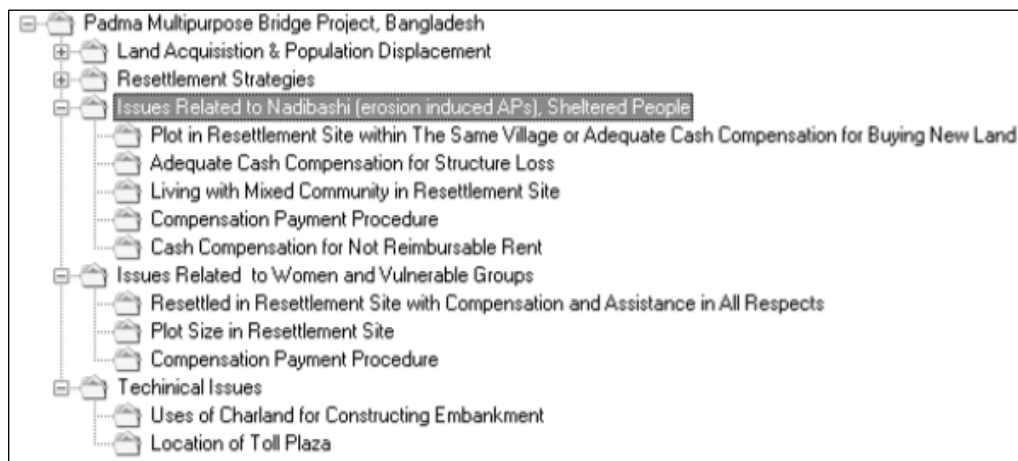 Padma Multipurpose Bridge Project, Bangladesh
Land Acquisistion & Population Displacement
Resettlement Strategies
Issues Related to Nadibashi (erosion induced APs), Sheltered People
Plot in Resettlement Site within The Same Village or Adequate Cash Compensation for Buying New Land
Adequate Cash Compensation for Structure Loss
Living with Mixed Community in Resettlement Site
Compensation Payment Procedure
Cash Compensation for Not Reimbursable Rent
Issues Related to Women and Vulnerable Groups
Resettled in Resettlement Site with Compensation and Assistance in All Respects
Plot Size in Resettlement Site
Compensation Payment Procedure
Techinical Issues
Uses of Charland for Constructing Embankment
Location of Toll Plaza